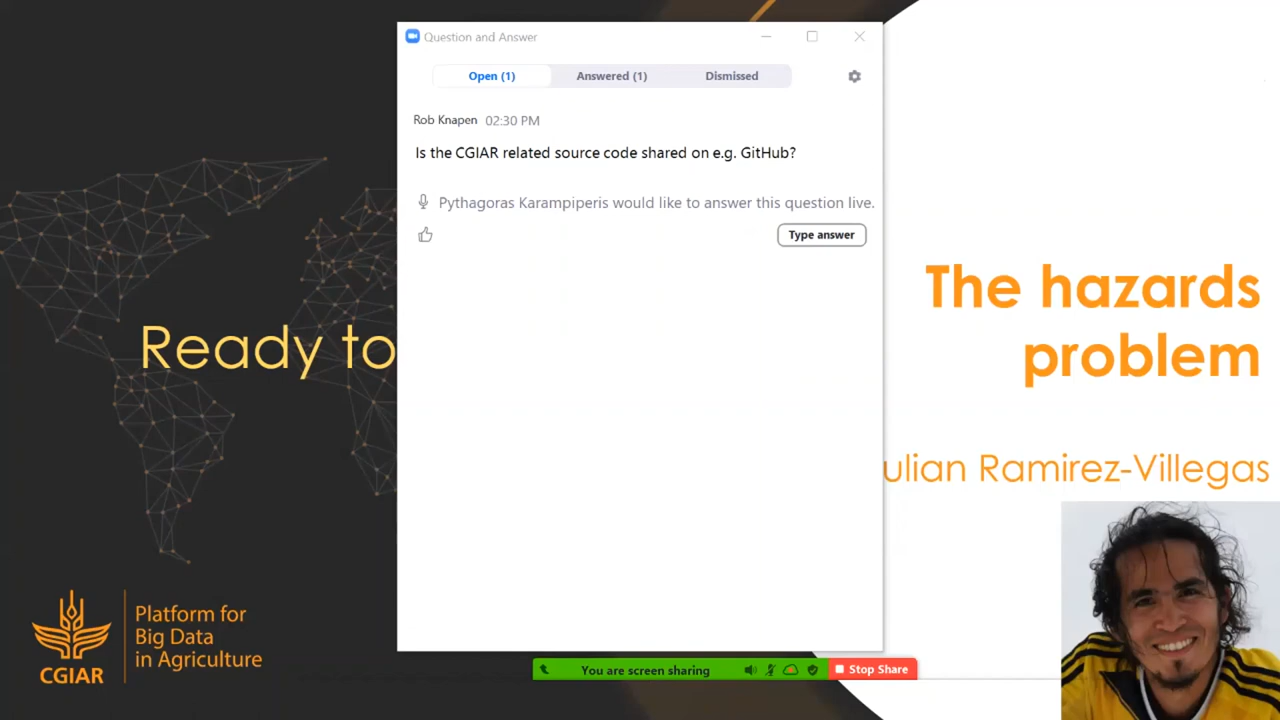 Question and Answer
Open (1)
Answered (1)
Dismissed
Rob Knapen 02:30 PM
Is the CGIAR related source code shared on e.g. GitHub?
Pythagoras Karampiperis would like to answer this question live.
Type answer
Ready to
The hazards
problem
ulian Ramirez-Villegas
CGIAR
Platform for
Big Data
in Agriculture
You are screen sharing
Stop Share